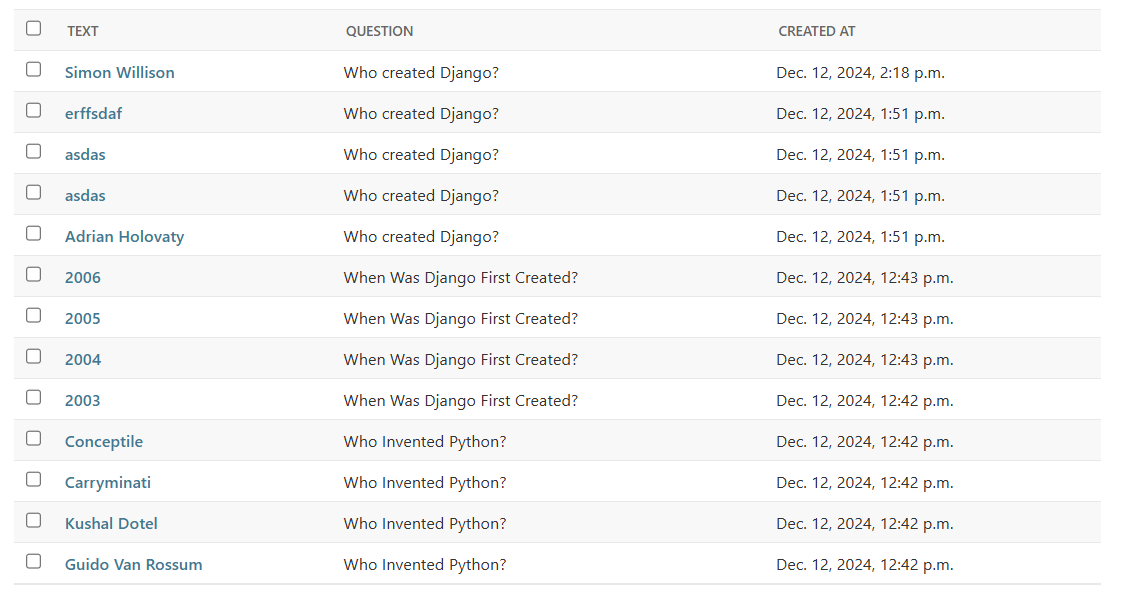 TEXT QUESTION CREATED AT
Simon Willison Who created Django? Dec. 12, 2024, 2:18 p.m.
erffsdaf Who created Django? Dec. 12, 2024, 1:51 p.m.
asdas Who created Django? Dec. 12, 2024, 1:51 p.m.
asdas Who created Django? Dec. 12, 2024, 1:51 p.m.
Adrian Holovaty Who created Django? Dec. 12, 2024, 1:51 p.m.
2006 When Was Django First Created? Dec. 12, 2024, 12:43 p.m.
2005 When Was Django First Created? Dec. 12, 2024, 12:43 p.m.
2004 When Was Django First Created? Dec. 12, 2024, 12:43 p.m.
2003 When Was Django First Created? Dec. 12, 2024, 12:42 p.m.
Conceptile Who Invented Python? Dec. 12, 2024, 12:42 p.m.
Carryminati Who Invented Python? Dec. 12, 2024, 12:42 p.m.
Kushal Dotel Who Invented Python? Dec. 12, 2024, 12:42 p.m.
Guido Van Rossum Who Invented Python? Dec. 12, 2024, 12:42 p.m.